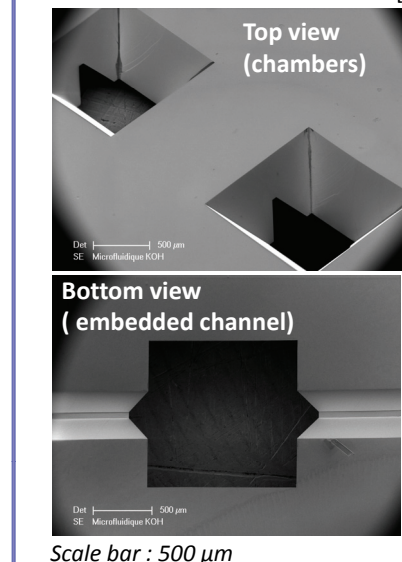 Top view
(chambers)
Det 500 µm
SE Microfluidique KOH
Bottom view
( embedded channel)
Det 500 µm
SE Microfluidique KOH
Scale bar : 500 µm